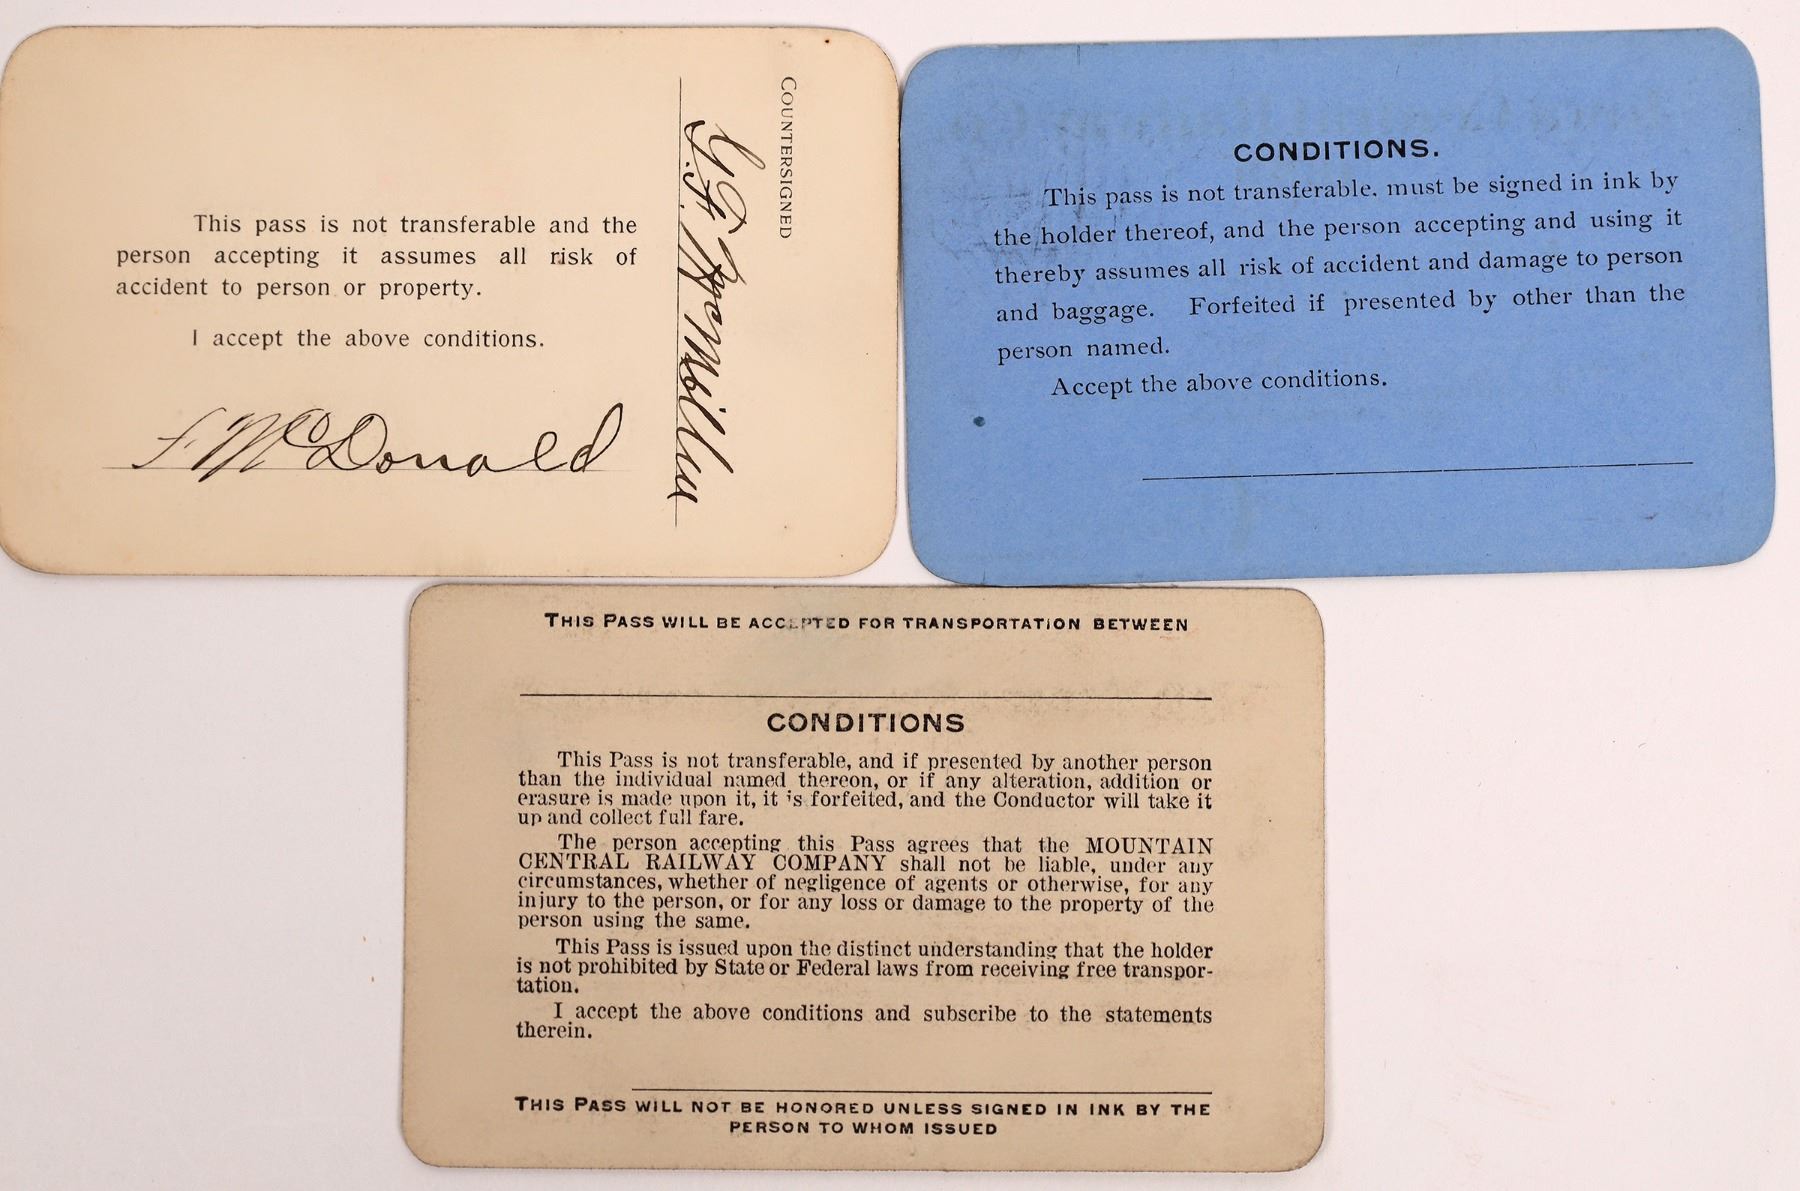 This pass is not transferable and the
person accepting it assumes all risk of
accident to person or property.
I accept the above conditions.
McDonald
COUNTERSIGNED
CONDITIONS.
This pass is not transferable. must be signed in ink by
the holder thereof, and the person accepting and using it
thereby assumes all risk of accident and damage to person
and baggage. Forfeited if presented by other than the
person named.
Accept the above conditions.
THIS PASS WILL BE ACCEPTED FOR TRANSPORTATION BETWEEN
CONDITIONS
This Pass is not transferable, and if presented by another person
than the individual named thereon, or if any alteration, addition or
erasure is made upon it, it is forfeited, and the Conductor will take it
up and collect full fare.
The person accepting this Pass agrees that the MOUNTAIN
CENTRAL RAILWAY COMPANY shall not be liable, under any
circumstances, whether of negligence of agents or otherwise, for any
injury to the person, or for any loss or damage to the property of the
person using the same.
This Pass is issued upon the distinct understanding that the holder
is not prohibited by State or Federal laws from receiving free transpor-
tation.
I accept the above conditions and subscribe to the statements
therein.
THIS PASS WILL NOT BE HONORED UNLESS SIGNED IN INK BY THE
PERSON TO WHOM ISSUED